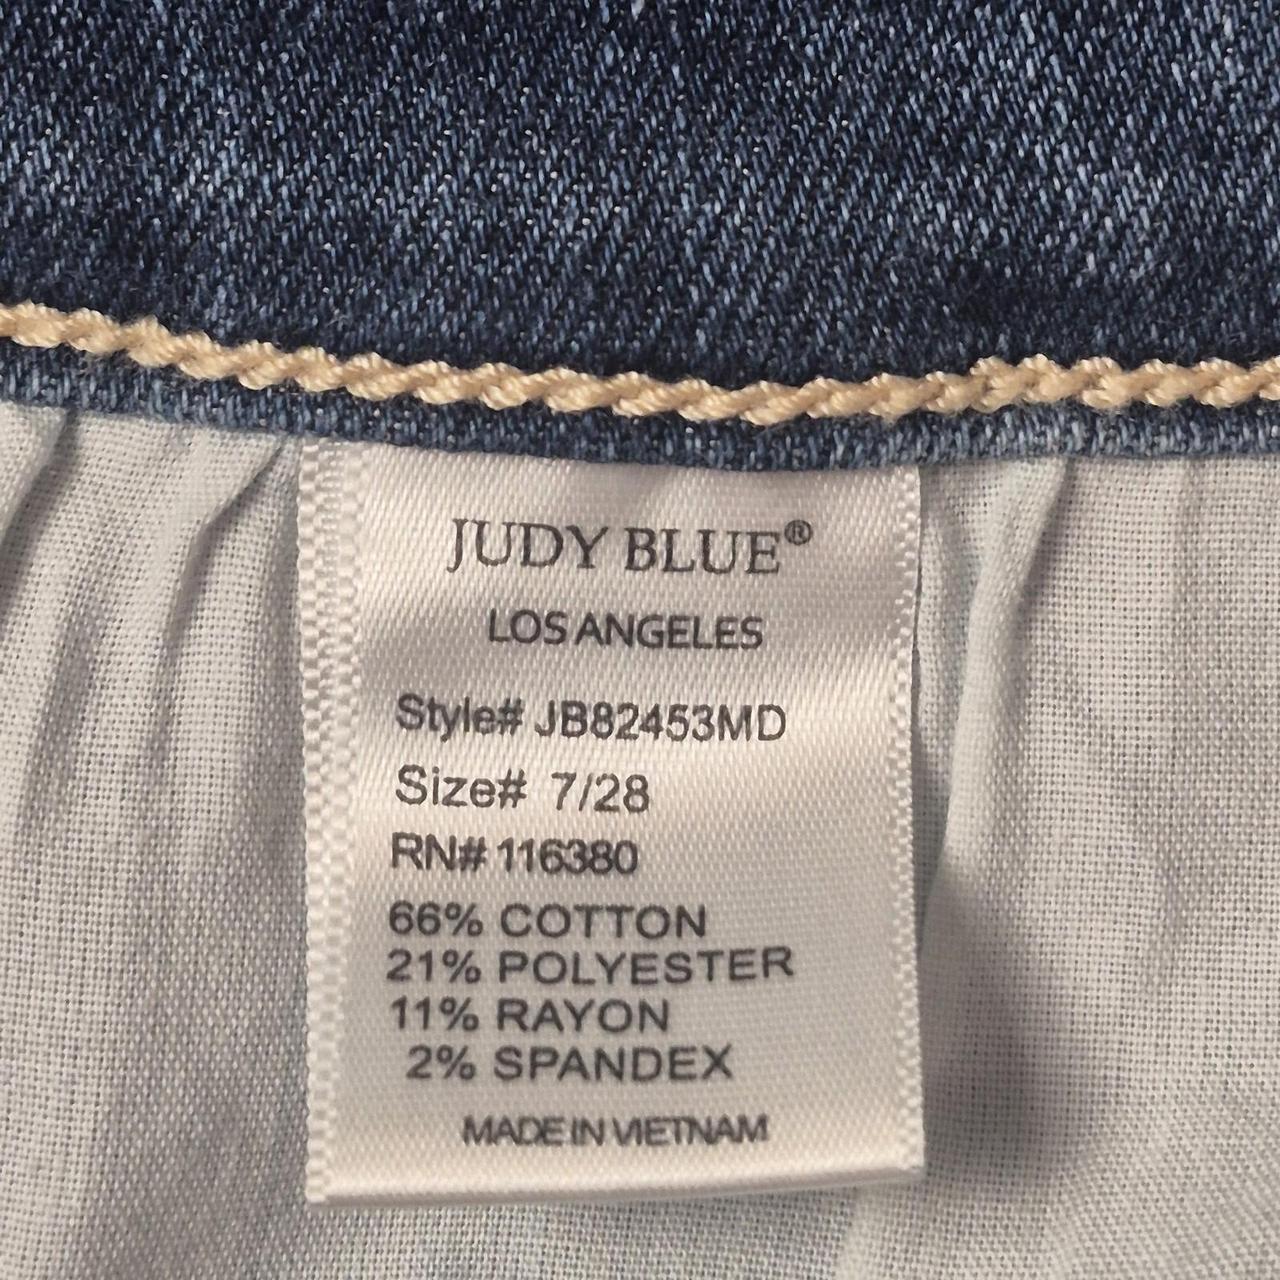 JUDY BLUE®
LOS ANGELES
Style# JB82453MD
Size# 7/28
RN# 116380
66% COTTON
21% POLYESTER
11% RAYON
2% SPANDEX
MADE IN VIETNAM